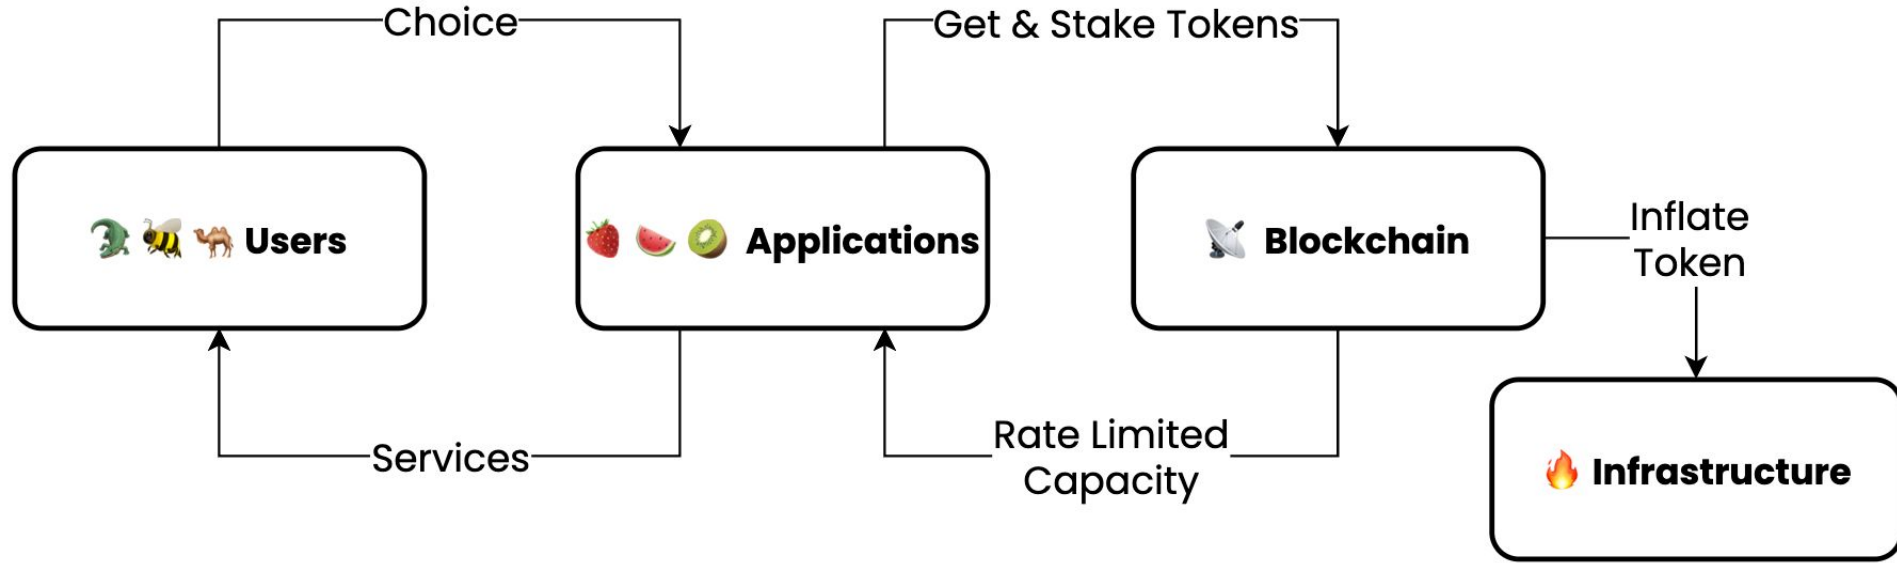 Choice
Get & Stake Tokens
🐊 🐝 🐫 Users
🍓 🍉 🥝 Applications
📡 Blockchain
Inflate
Token
Services
Rate Limited
Capacity
🔥 Infrastructure